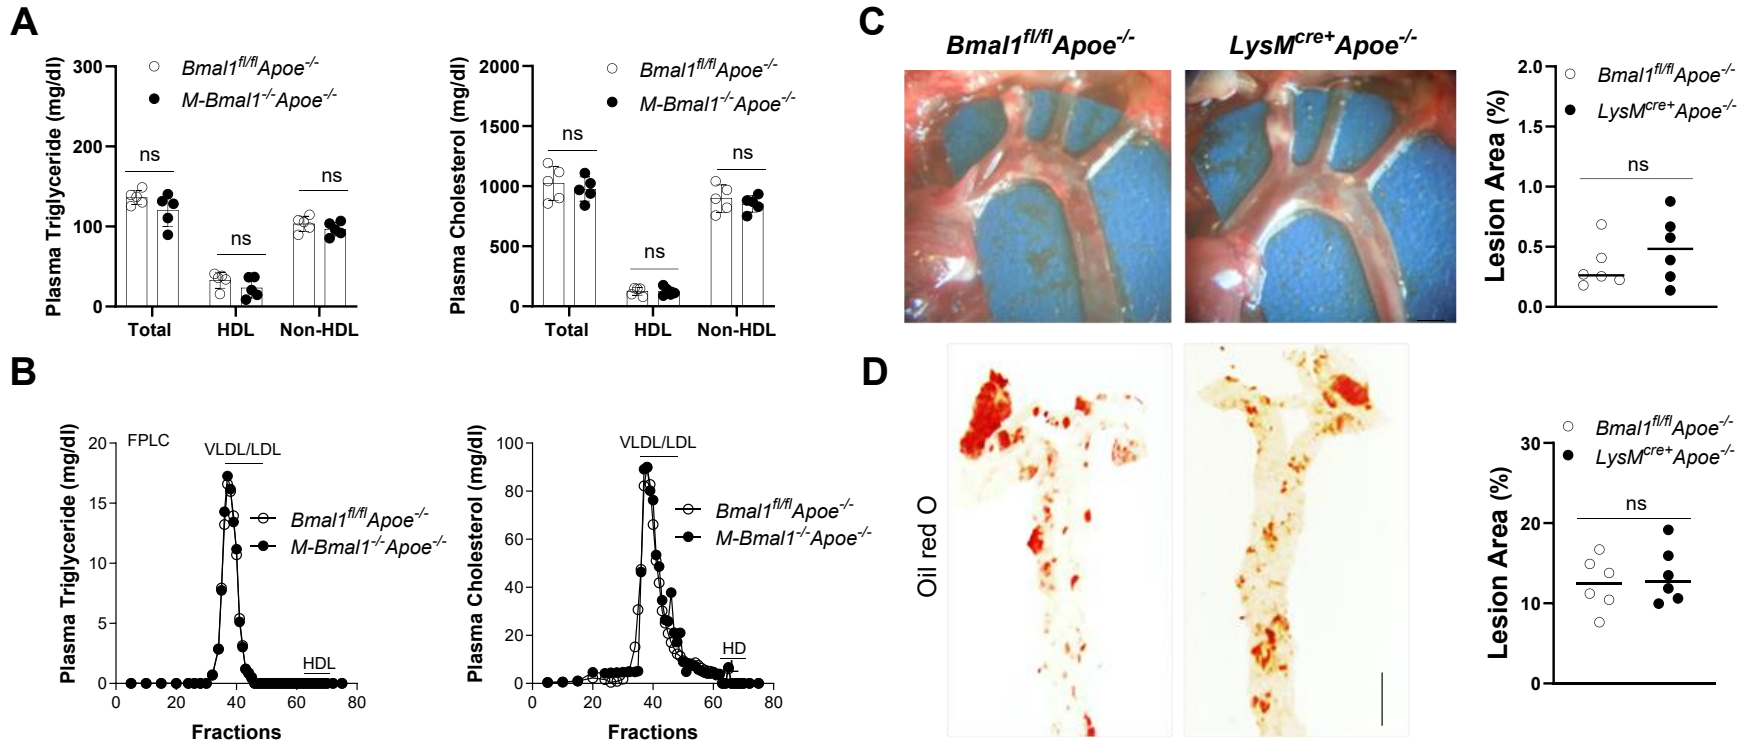 A
Plasma Triglyceride (mg/dl)
300
200
100
0
Bmal1fl/flApoe-/-
M-Bmal1-/-Apoe-/-
ns
ns
ns
Total HDL Non-HDL
Plasma Cholesterol (mg/dl)
2000
1500
1000
500
0
Bmal1fl/flApoe-/-
M-Bmal1-/-Apoe-/-
ns
ns
ns
Total HDL Non-HDL
B
Plasma Triglyceride (mg/dl)
20
15
10
5
0
FPLC
VLDL/LDL
Bmal1fl/flApoe-/-
M-Bmal1-/-Apoe-/-
HDL
0 20 40 60 80
Fractions
Plasma Cholesterol (mg/dl)
100
80
60
40
20
0
VLDL/LDL
Bmal1fl/flApoe-/-
M-Bmal1-/-Apoe-/-
HD
L
0 20 40 60 80
Fractions
C
Bmal1fl/flApoe-/- LysMcre+Apoe-/-
Lesion Area (%)
2.0
1.5
1.0
0.5
0.0
Bmal1fl/flApoe-/-
LysMcre+Apoe-/-
ns
D
Oil red O
Lesion Area (%)
30
20
10
0
Bmal1fl/flApoe-/-
LysMcre+Apoe-/-
ns